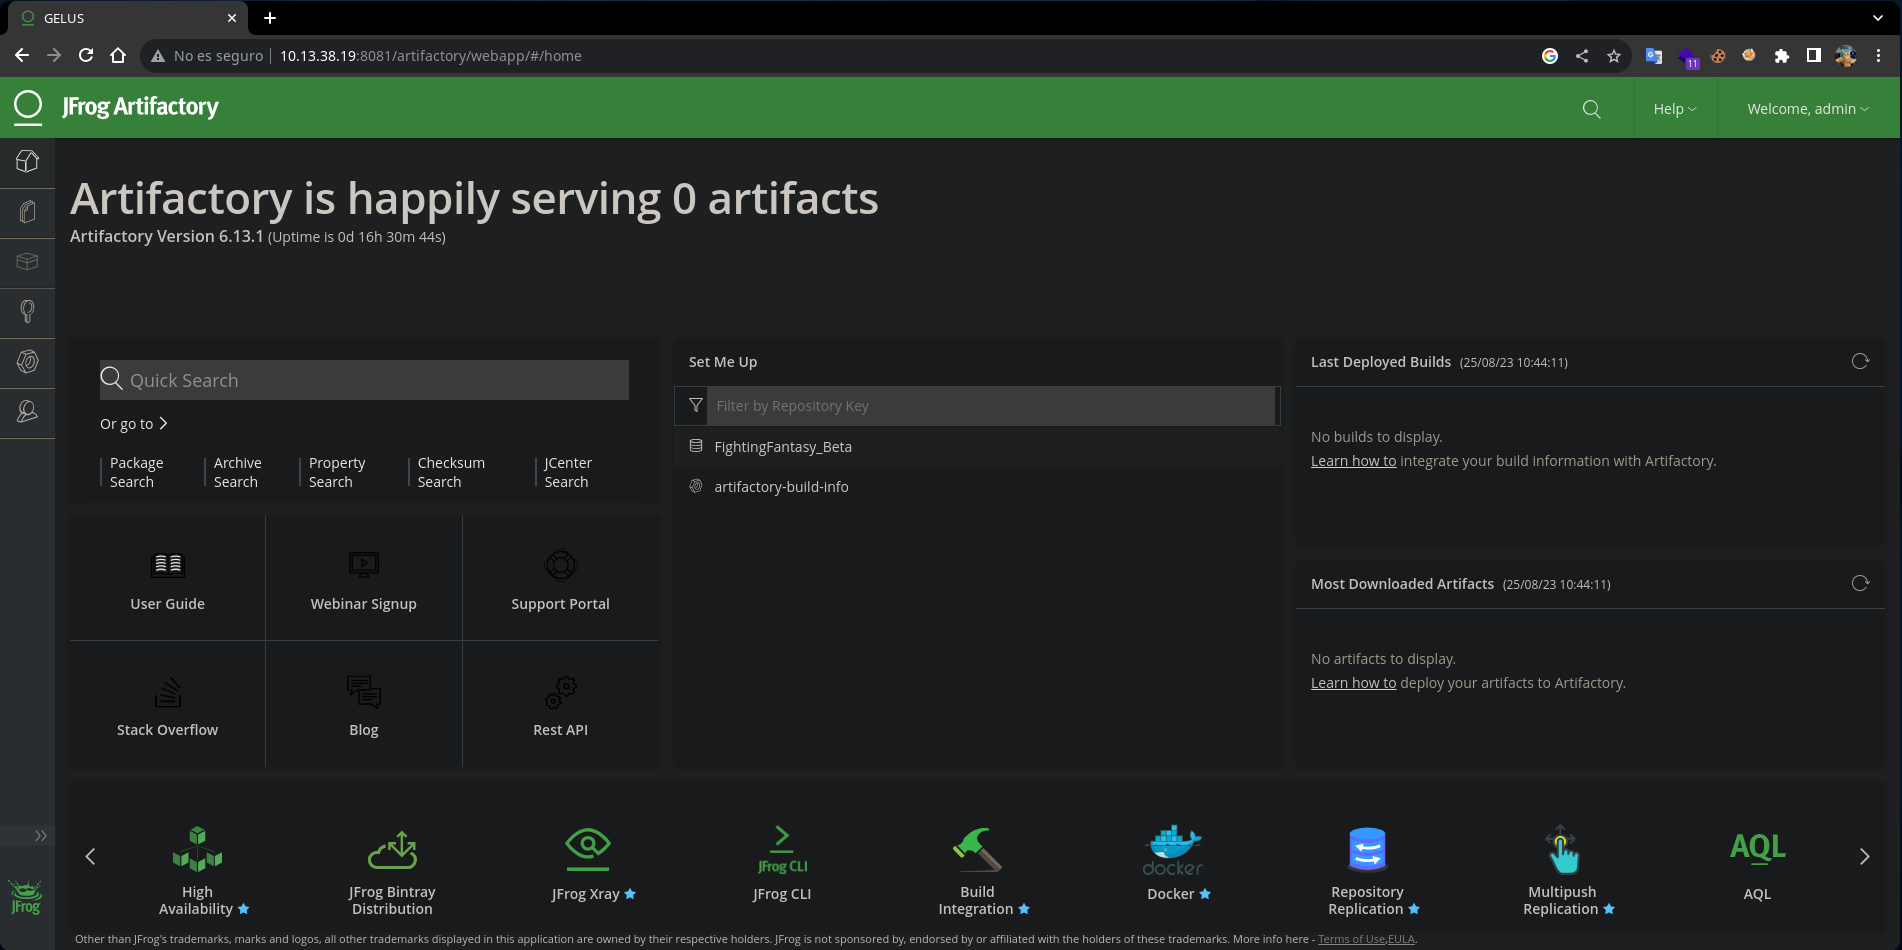 GELUS
No es seguro | 10.13.38.19:8081/artifactory/webapp/#/home
11
JFrog Artifactory
Help
Welcome, admin
Artifactory is happily serving 0 artifacts
Artifactory Version 6.13.1 (Uptime is 0d 16h 30m 44s)
Quick Search
Or go to
Package Search
Archive Search
Property Search
Checksum Search
JCenter Search
Set Me Up
Filter by Repository Key
FightingFantasy_Beta
artifactory-build-info
Last Deployed Builds (25/08/23 10:44:11)
No builds to display.
Learn how to integrate your build information with Artifactory.
Most Downloaded Artifacts (25/08/23 10:44:11)
No artifacts to display.
Learn how to deploy your artifacts to Artifactory.
User Guide
Webinar Signup
Support Portal
Stack Overflow
Blog
Rest API
High Availability
JFrog Bintray Distribution
JFrog Xray
JFrog CLI
JFrog CLI
Build Integration
docker
Docker
Repository Replication
Multipush Replication
AQL
AQL
JFrog
Other than JFrog's trademarks, marks and logos, all other trademarks displayed in this application are owned by their respective holders. JFrog is not sponsored by, endorsed by or affiliated with the holders of these trademarks. More info here - Terms of Use,EULA.